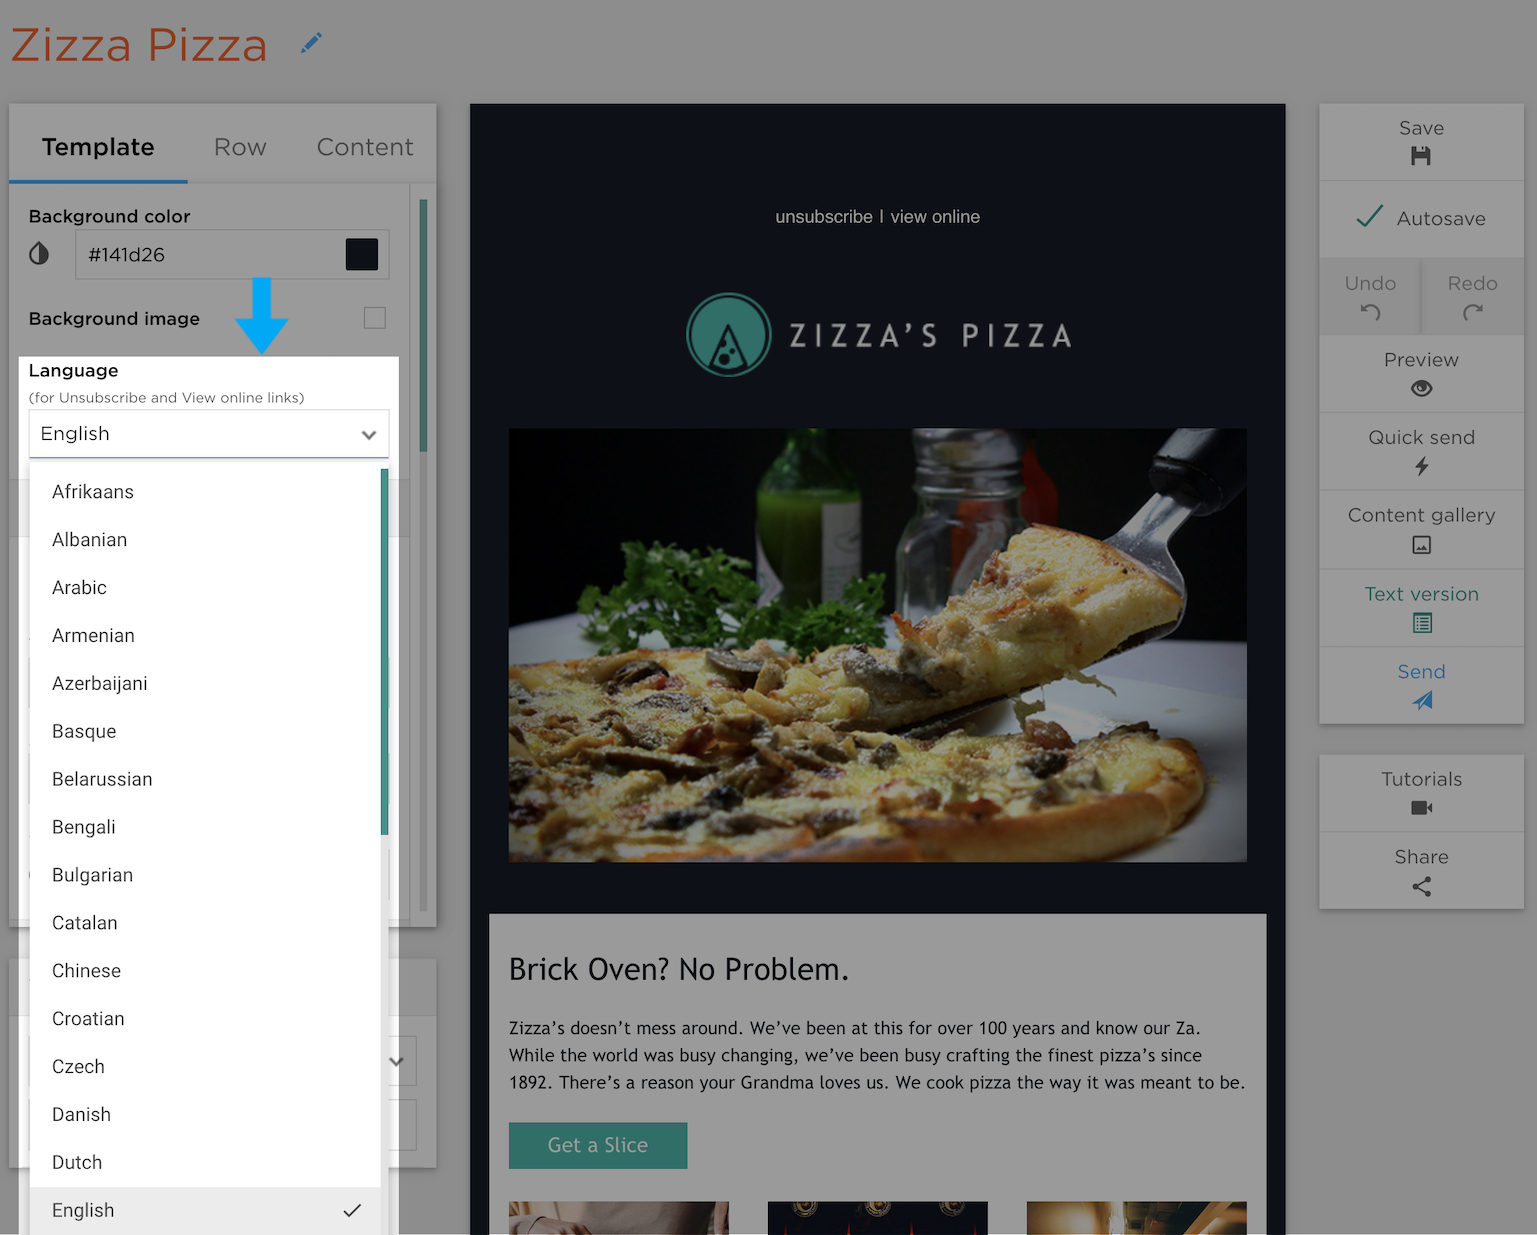 Zizza Pizza
Template Row Content
Background color
#141d26
Background image
Language
(for Unsubscribe and View online links)
English
Afrikaans
Albanian
Arabic
Armenian
Azerbaijani
Basque
Belarussian
Bengali
Bulgarian
Catalan
Chinese
Croatian
Czech
Danish
Dutch
English
unsubscribe | view online
ZIZZA'S PIZZA
Brick Oven? No Problem.
Zizza's doesn't mess around. We've been at this for over 100 years and know our Za.
While the world was busy changing, we've been busy crafting the finest pizza's since
1892. There's a reason your Grandma loves us. We cook pizza the way it was meant to be.
Get a Slice
Save
Autosave
Undo Redo
Preview
Quick send
Content gallery
Text version
Send
Tutorials
Share